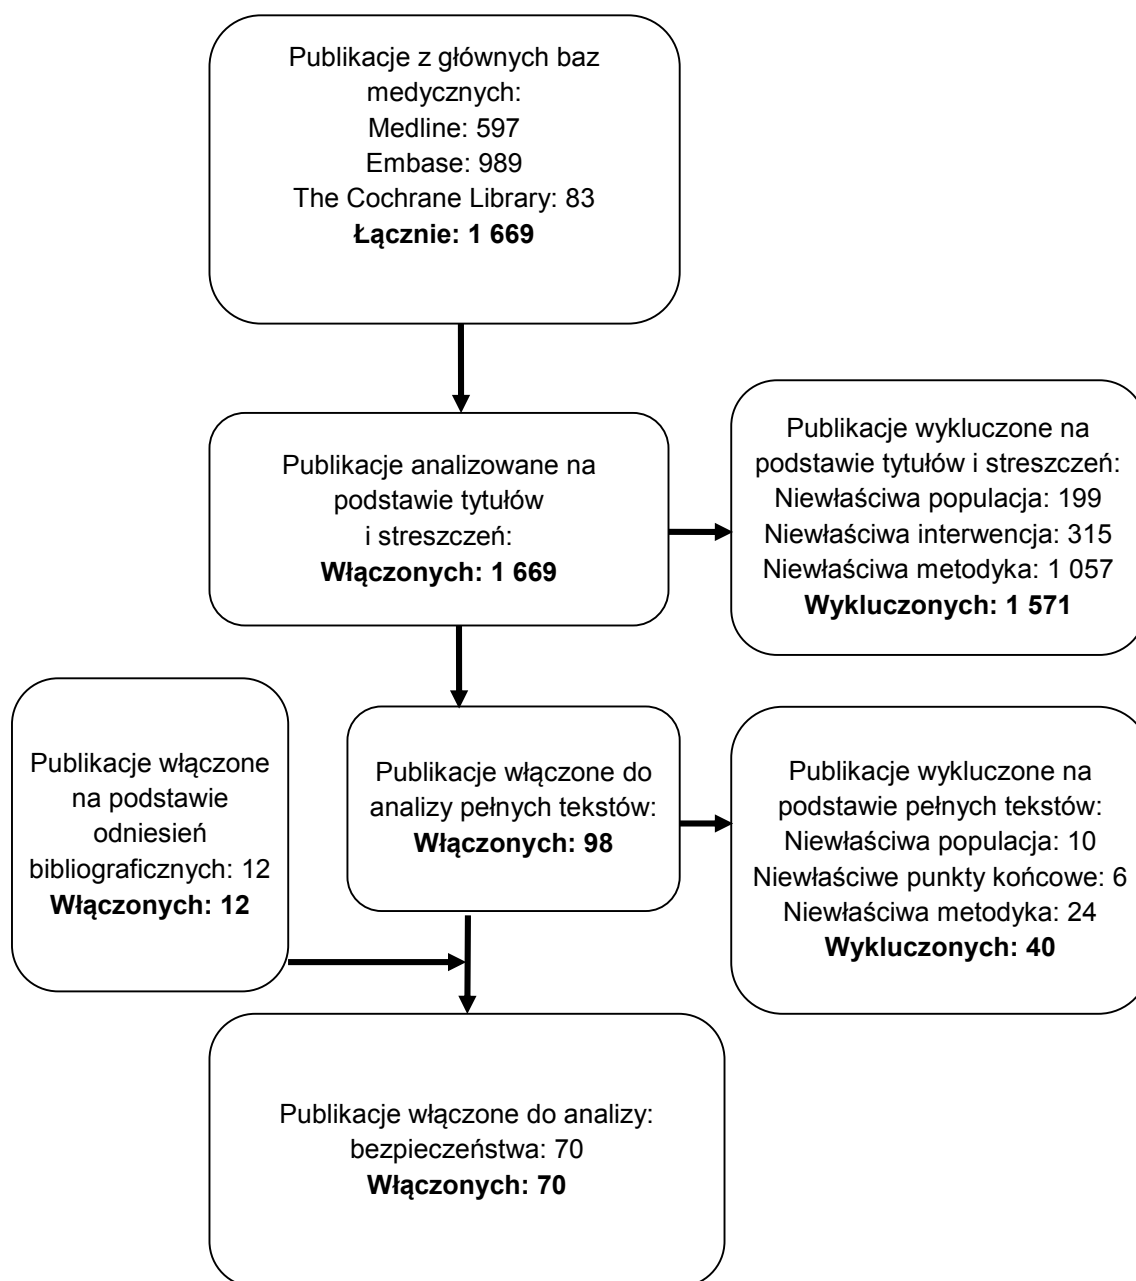 Publikacje z głównych baz
medycznych:
Medline: 597
Embase: 989
The Cochrane Library: 83
Łącznie: 1 669
Publikacje analizowane na
podstawie tytułów
i streszczeń:
Włączonych: 1 669
Publikacje wykluczone na
podstawie tytułów i streszczeń:
Niewłaściwa populacja: 199
Niewłaściwa interwencja: 315
Niewłaściwa metodyka: 1 057
Wykluczonych: 1 571
Publikacje włączone
na podstawie
odniesień
bibliograficznych: 12
Włączonych: 12
Publikacje włączone do
analizy pełnych tekstów:
Włączonych: 98
Publikacje wykluczone na
podstawie pełnych tekstów:
Niewłaściwa populacja: 10
Niewłaściwe punkty końcowe: 6
Niewłaściwa metodyka: 24
Wykluczonych: 40
Publikacje włączone do analizy:
bezpieczeństwa: 70
Włączonych: 70